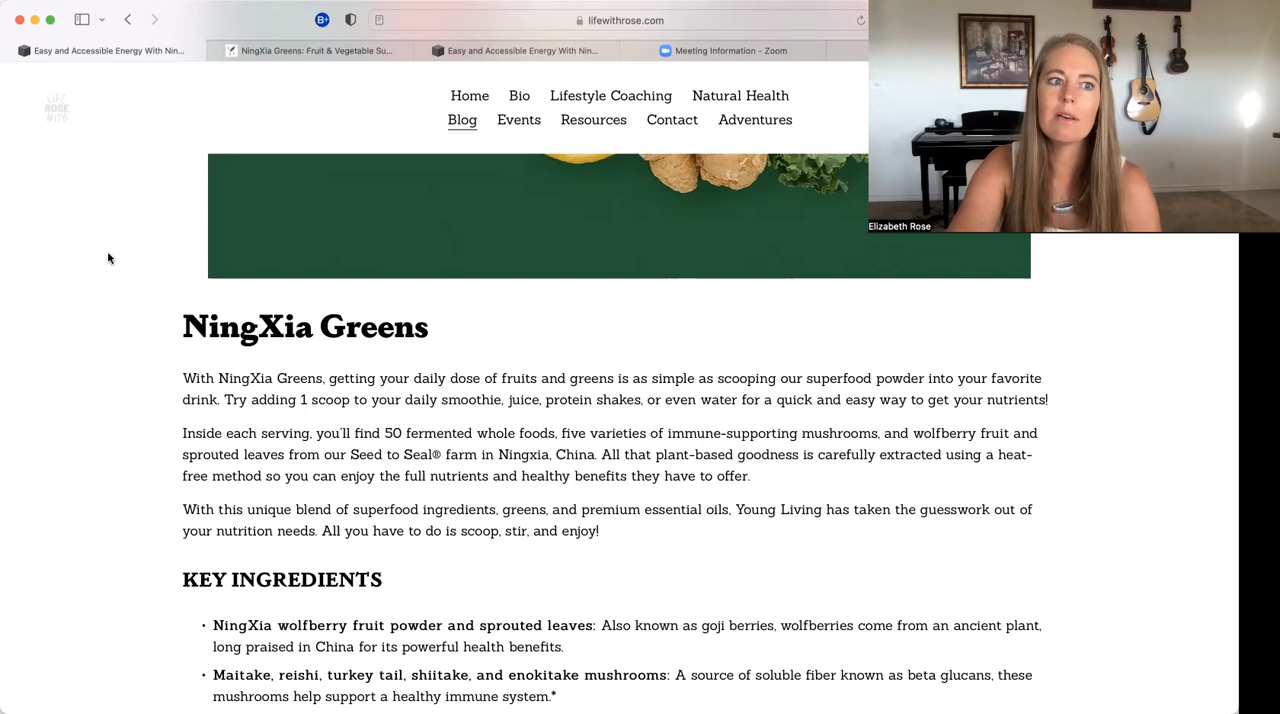 B+
lifewithrose.com
Easy and Accessible Energy With Nin...
NingXia Greens: Fruit & Vegetable Su...
Easy and Accessible Energy With Nin...
Meeting Information - Zoom
LIFE
ROSE
Home Bio Lifestyle Coaching Natural Health
Blog Events Resources Contact Adventures
Elizabeth Rose
NingXia Greens
With NingXia Greens, getting your daily dose of fruits and greens is as simple as scooping our superfood powder into your favorite
drink. Try adding 1 scoop to your daily smoothie, juice, protein shakes, or even water for a quick and easy way to get your nutrients!
Inside each serving, you'll find 50 fermented whole foods, five varieties of immune-supporting mushrooms, and wolfberry fruit and
sprouted leaves from our Seed to Seal® farm in Ningxia, China. All that plant-based goodness is carefully extracted using a heat-
free method so you can enjoy the full nutrients and healthy benefits they have to offer.
With this unique blend of superfood ingredients, greens, and premium essential oils, Young Living has taken the guesswork out of
your nutrition needs. All you have to do is scoop, stir, and enjoy!
KEY INGREDIENTS
• NingXia wolfberry fruit powder and sprouted leaves: Also known as goji berries, wolfberries come from an ancient plant,
long praised in China for its powerful health benefits.
• Maitake, reishi, turkey tail, shiitake, and enokitake mushrooms: A source of soluble fiber known as beta glucans, these
mushrooms help support a healthy immune system.*